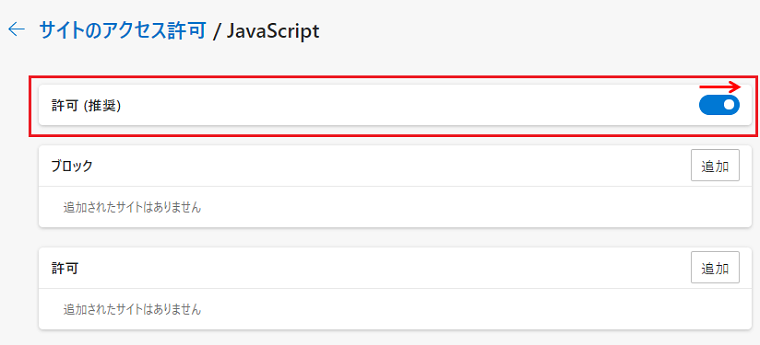 サイトのアクセス許可 / JavaScript
許可 (推奨)
ブロック
追加
追加されたサイトはありません
許可
追加
追加されたサイトはありません